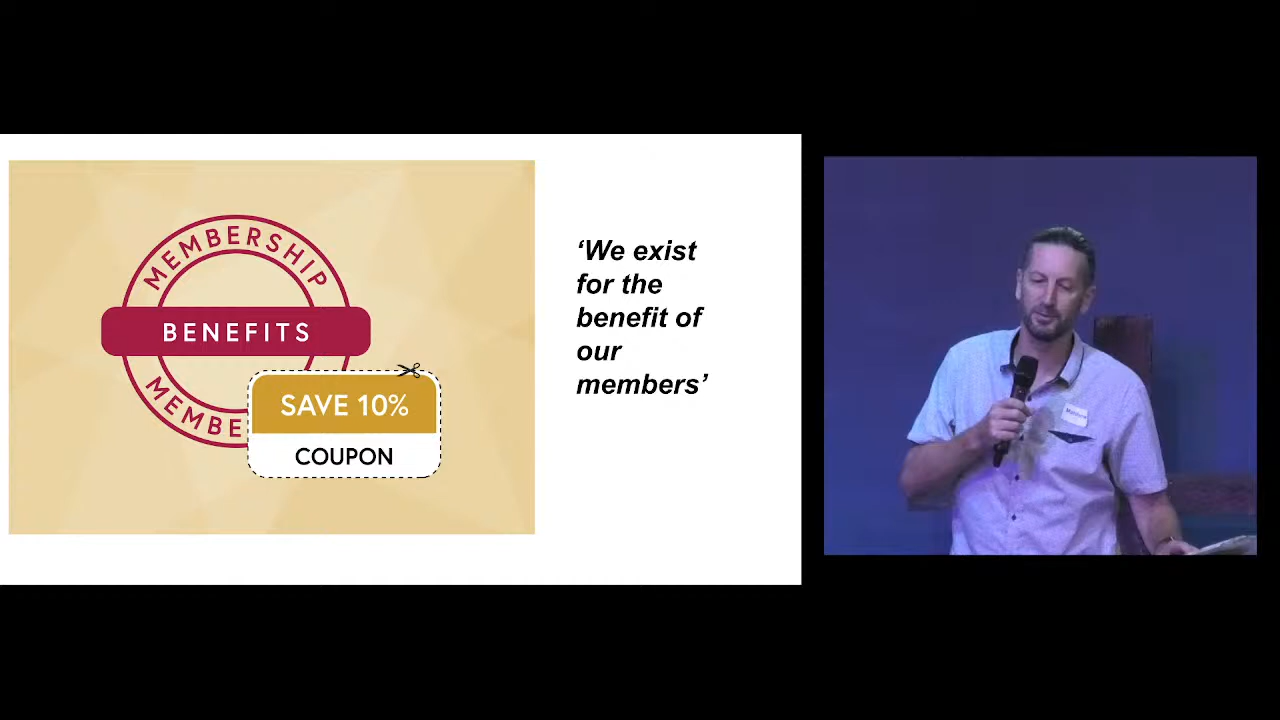 MEMBERSHIP
BENEFITS
MEMBE
SAVE 10%
COUPON
‘We exist
for the
benefit of
our
members’